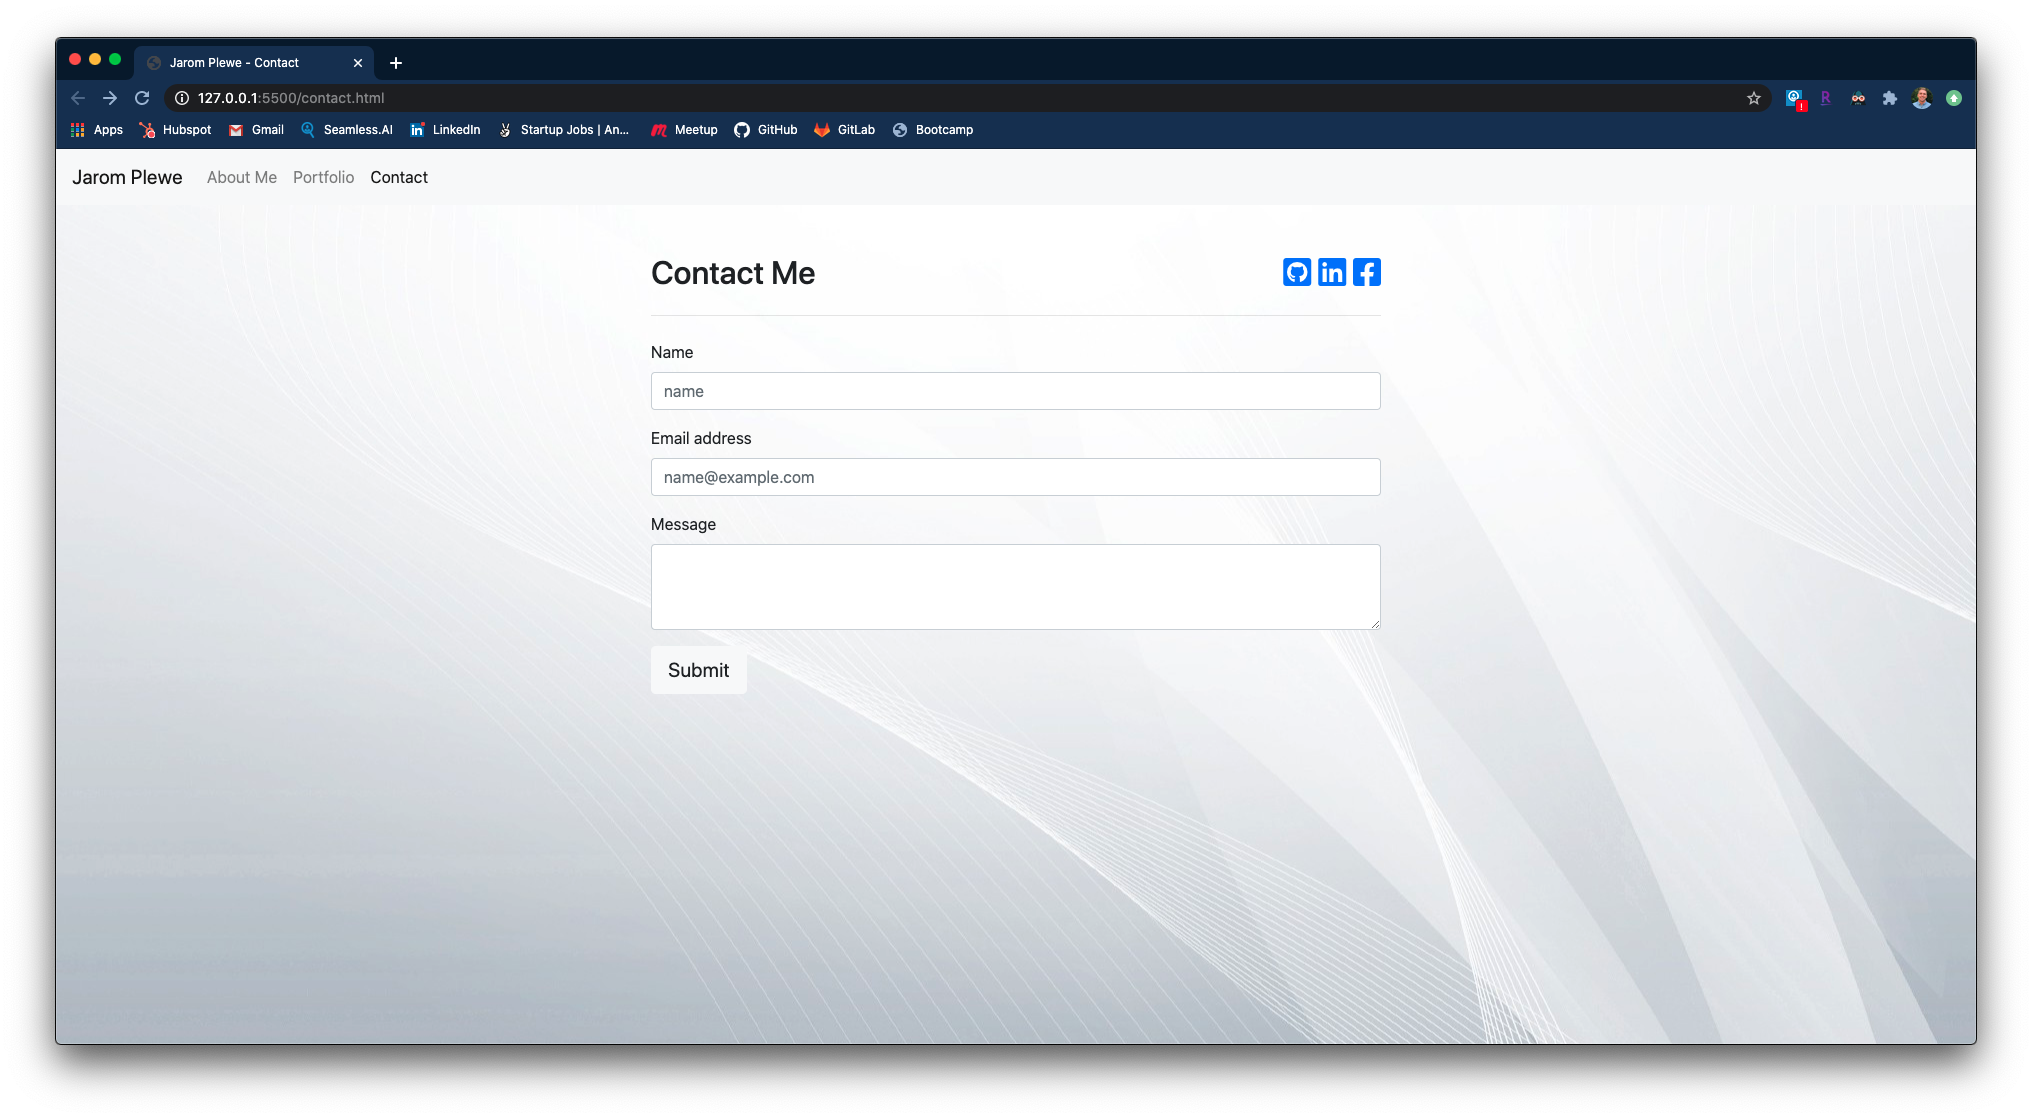 Jarom Plewe - Contact
127.0.0.1:5500/contact.html
Apps Hubspot Gmail Seamless.AI LinkedIn Startup Jobs | An... Meetup GitHub GitLab Bootcamp
Jarom Plewe About Me Portfolio Contact
Contact Me
Name
name
Email address
name@example.com
Message
Submit